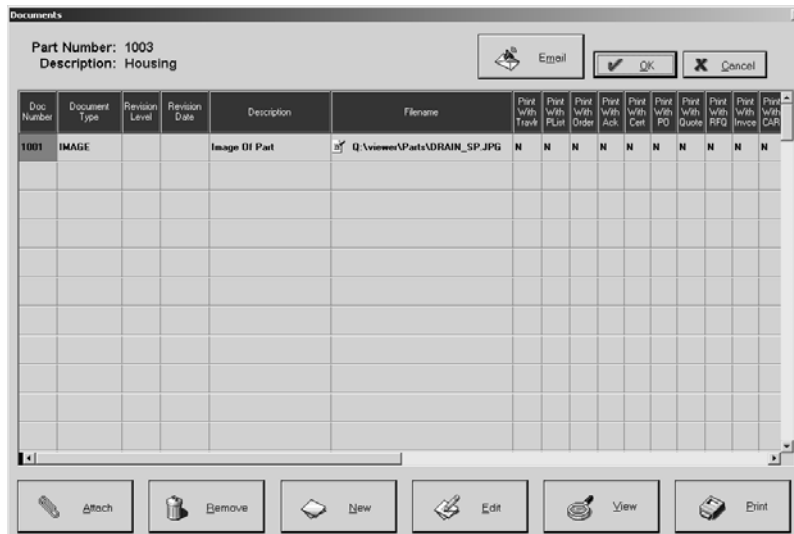 Documents
Part Number: 1003
Description: Housing
Email
OK
Cancel
Doc Number
Document Type
Revision Level
Revision Date
Description
Filename
Print With Travlr
Print With PList
Print With Order
Print With Ack
Print With Cert
Print With PO
Print With Quote
Print With RFQ
Print With Invce
Print With CAR
1001 IMAGE Image Of Part Q:\viewer\Parts\DRAIN_SP.JPG N N N N N N N N N N
Attach
Remove
New
Edit
View
Print